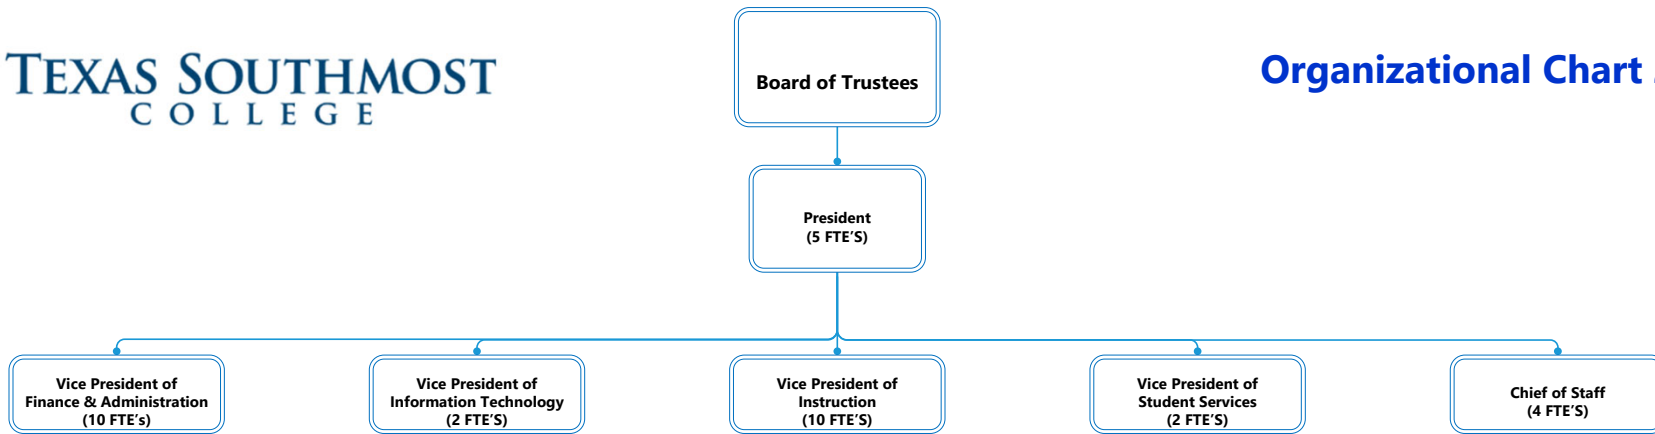 TEXAS SOUTHMOST
COLLEGE
Organizational Chart
Board of Trustees
President
(5 FTE’S)
Vice President of
Finance & Administration
(10 FTE’s)
Vice President of
Information Technology
(2 FTE’S)
Vice President of
Instruction
(10 FTE’S)
Vice President of
Student Services
(2 FTE’S)
Chief of Staff
(4 FTE’S)